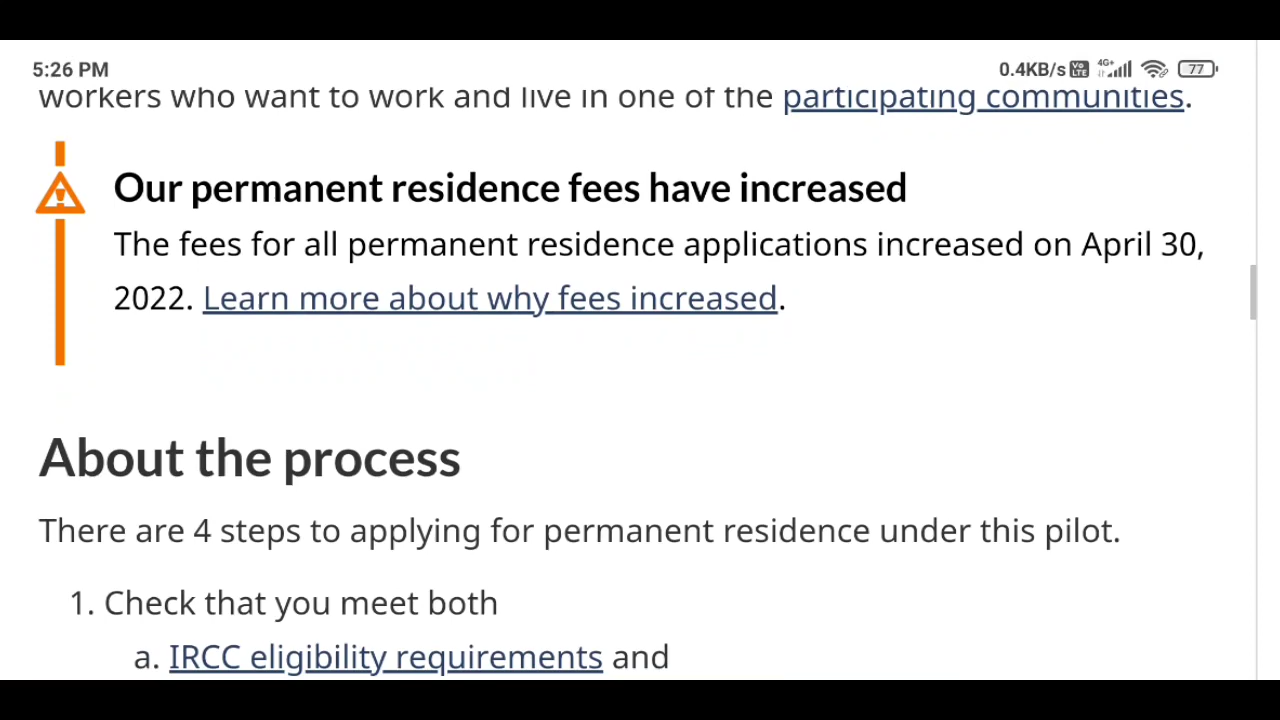 5:26 PM 0.4KB/s Vo LTE 4G+ 77
workers who want to work and live in one of the participating communities.
Our permanent residence fees have increased
The fees for all permanent residence applications increased on April 30,
2022. Learn more about why fees increased.
About the process
There are 4 steps to applying for permanent residence under this pilot.
1. Check that you meet both
a. IRCC eligibility requirements and